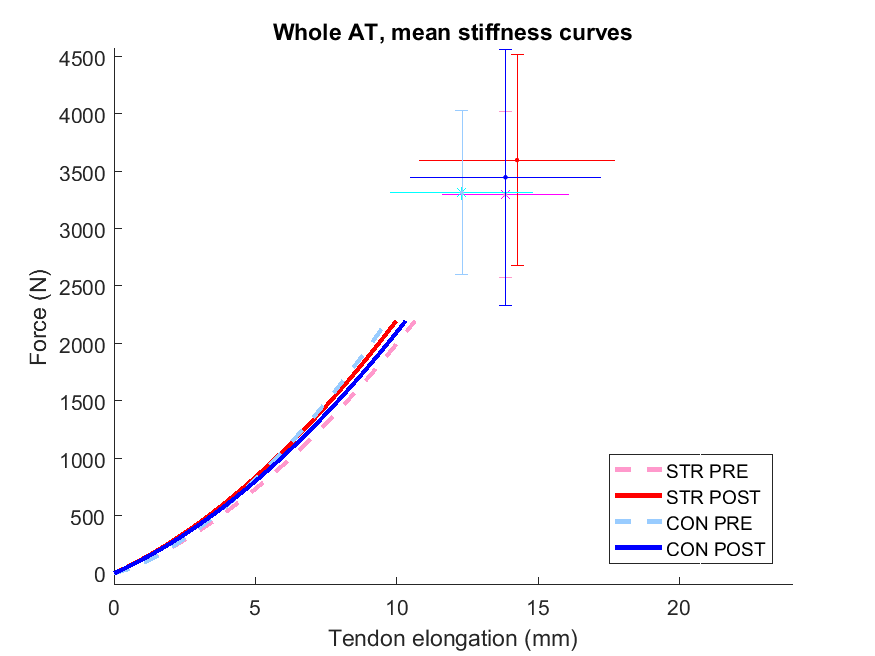 Whole AT, mean stiffness curves
4500
4000
3500
3000
2500
2000
1500
1000
500
0
Force (N)
0 5 10 15 20
Tendon elongation (mm)
STR PRE
STR POST
CON PRE
CON POST